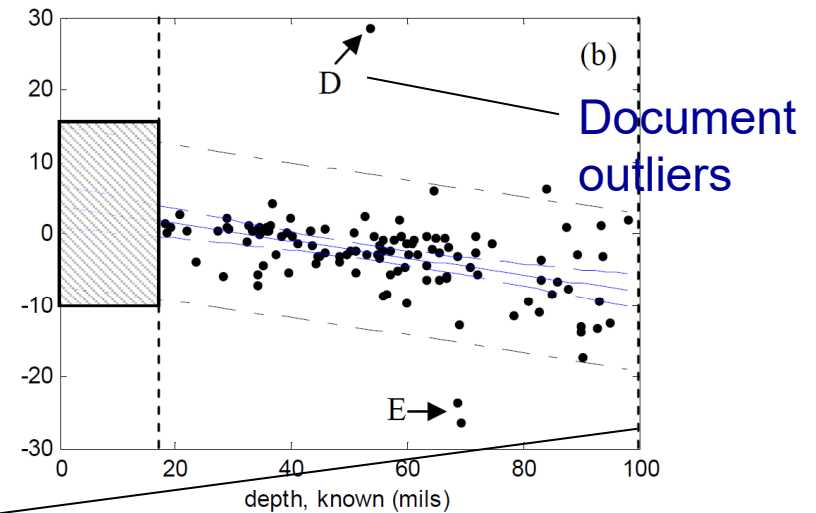 30
(b)
D
20
Document
outliers
10
0
-10
-20
E
-30
0 20 40 60 80 100
depth, known (mils)